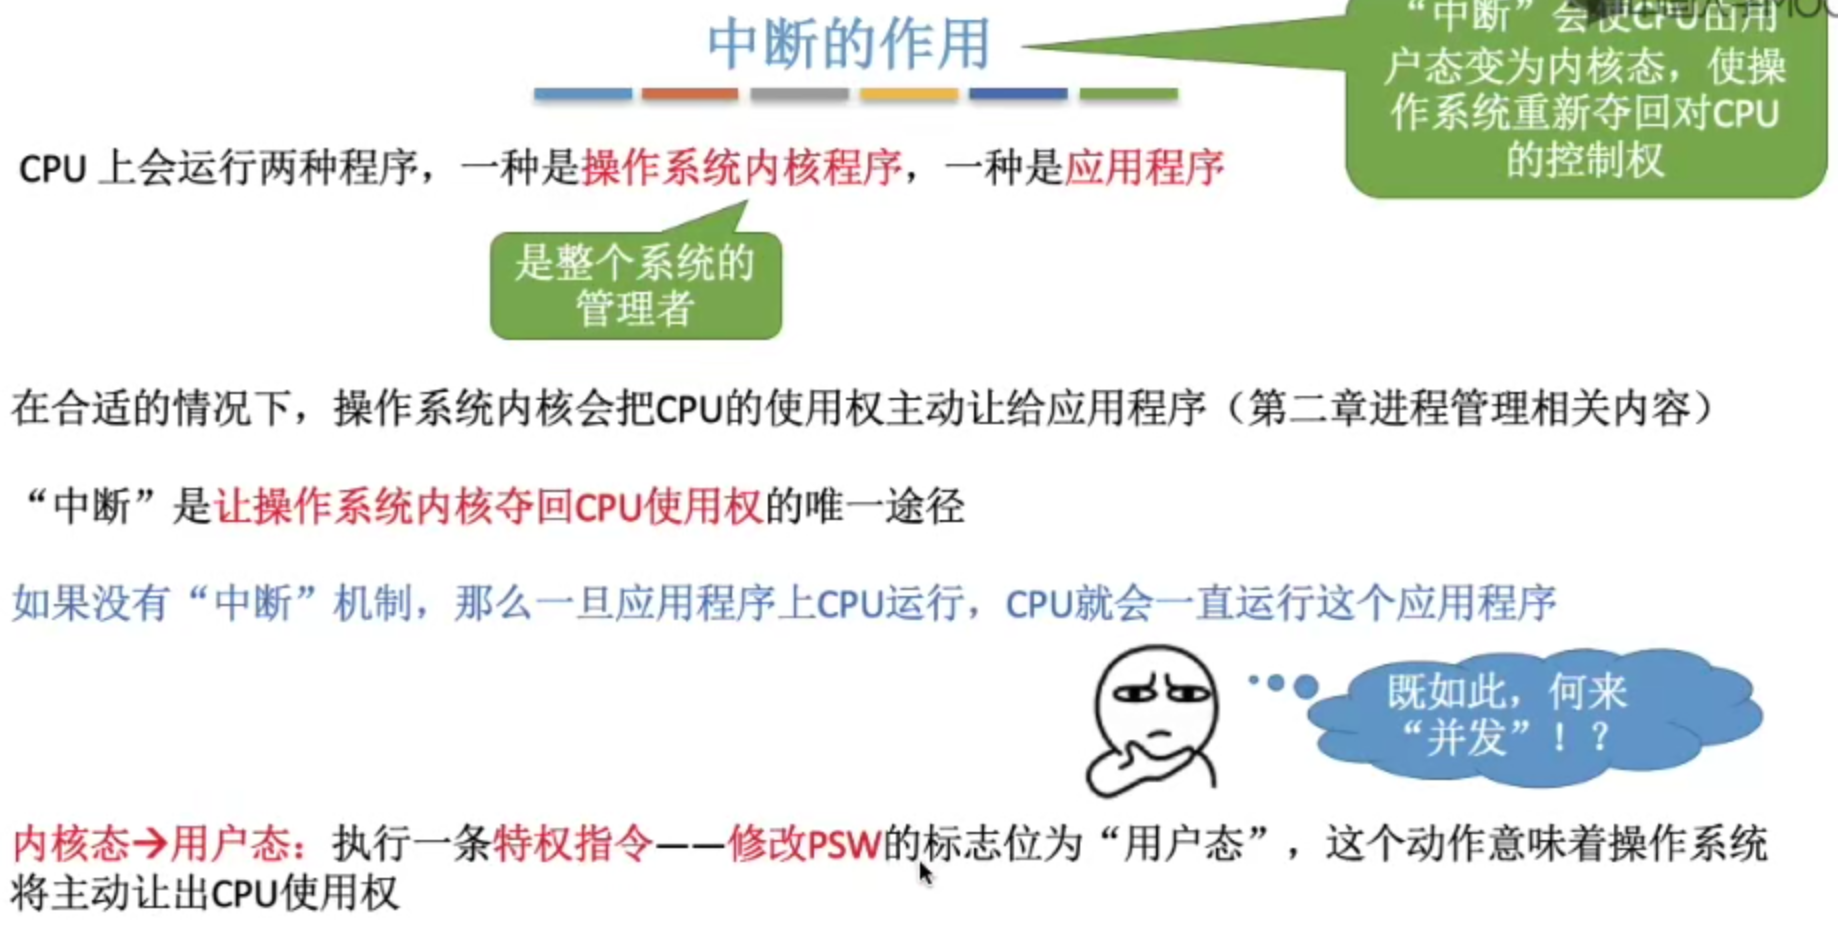 中断的作用
“中断”会使CPU由用
户态变为内核态，使操
作系统重新夺回对CPU
的控制权
CPU 上会运行两种程序，一种是操作系统内核程序，一种是应用程序
是整个系统的
管理者
在合适的情况下，操作系统内核会把CPU的使用权主动让给应用程序（第二章进程管理相关内容）
“中断”是让操作系统内核夺回CPU使用权的唯一途径
如果没有“中断”机制，那么一旦应用程序上CPU运行，CPU就会一直运行这个应用程序
既如此，何来
“并发”！？
内核态→用户态：执行一条特权指令——修改PSW的标志位为“用户态”，这个动作意味着操作系统
将主动让出CPU使用权